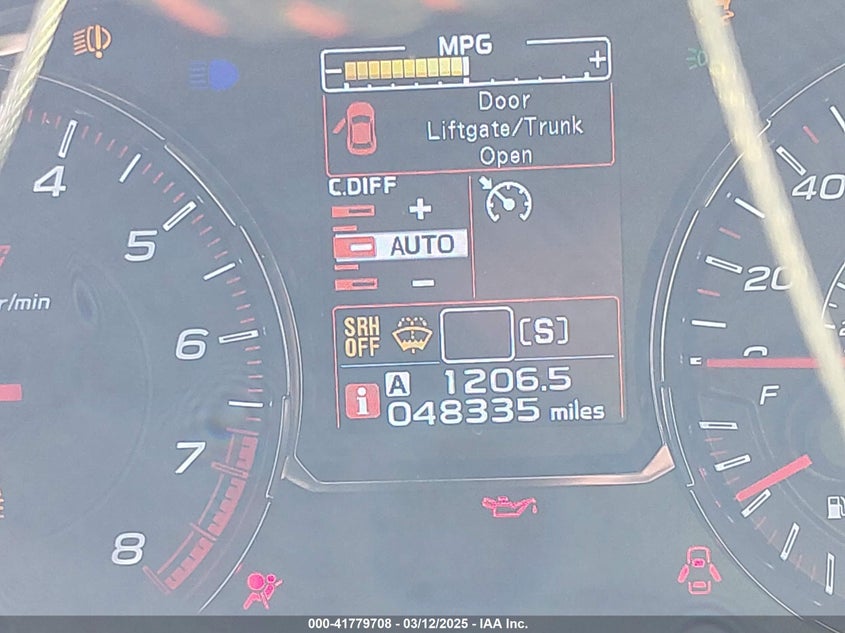 MPG
- +
Door
Liftgate/Trunk
Open
C.DIFF
+
AUTO
-
4
5
6
7
8
r/min
40
20
0
F
SRH
OFF
[S]
i A 1206.5
048335 miles
000-41779708 - 03/12/2025 - IAA Inc.